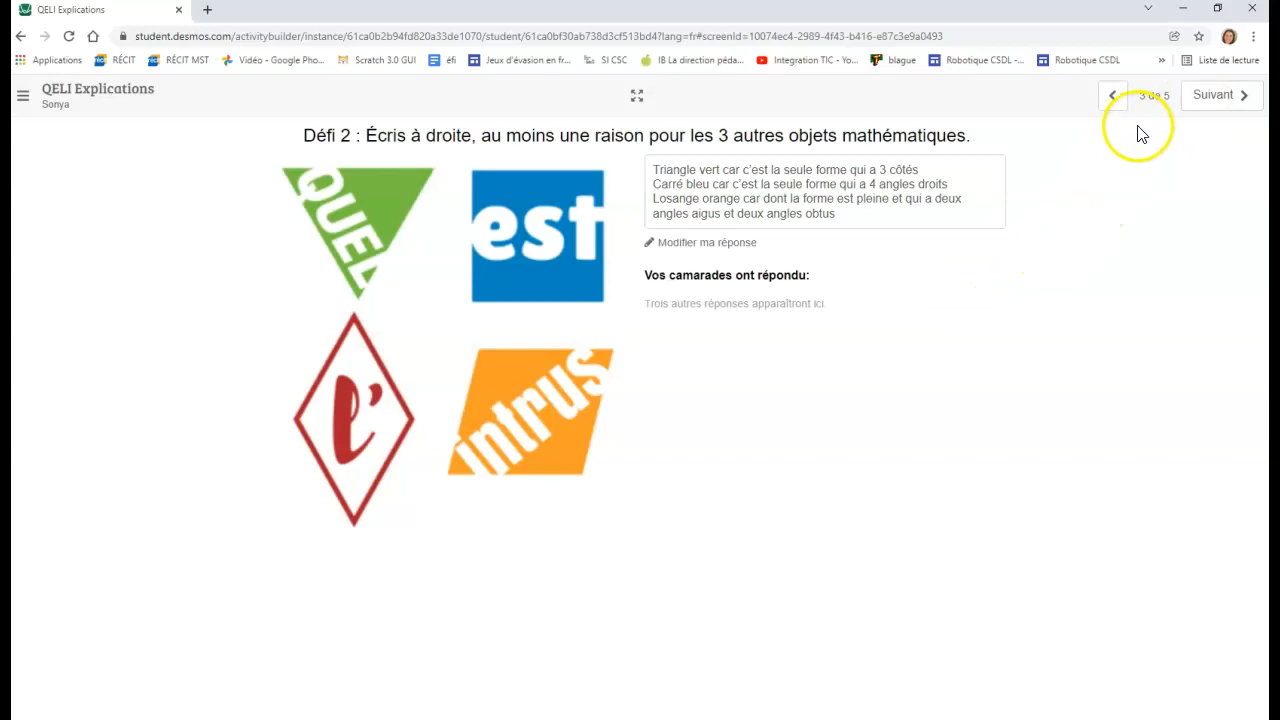 QELI Explications
student.desmos.com/activitybuilder/instance/61ca0b2b94fd820a33de1070/student/61ca0bf30ab738d3cf513bd4?lang=fr#screenId=10074ec4-2989-4f43-b416-e87c3e9a0493
Applications RÉCIT RÉCIT MST Vidéo - Google Pho... Scratch 3.0 GUI éfi Jeux d'évasion en fr... SI CSC IB La direction péda... Integration TIC - Yo... blague Robotique CSDL -... Robotique CSDL » Liste de lecture
QELI Explications
Sonya
3 de 5
Suivant
Défi 2 : Écris à droite, au moins une raison pour les 3 autres objets mathématiques.
QUEL
est
l'
intrus
Triangle vert car c'est la seule forme qui a 3 côtés
Carré bleu car c'est la seule forme qui a 4 angles droits
Losange orange car dont la forme est pleine et qui a deux
angles aigus et deux angles obtus
Modifier ma réponse
Vos camarades ont répondu:
Trois autres réponses apparaîtront ici.